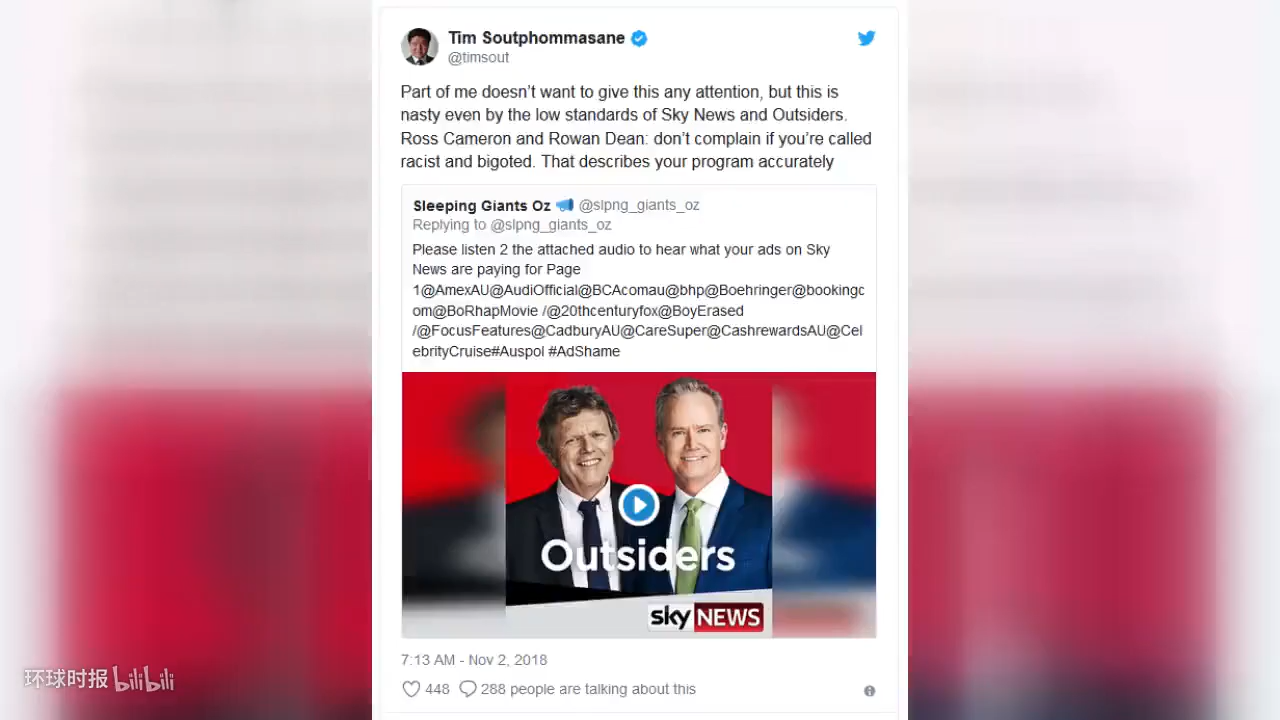 Tim Soutphommasane
@timsout
Part of me doesn’t want to give this any attention, but this is
nasty even by the low standards of Sky News and Outsiders.
Ross Cameron and Rowan Dean: don’t complain if you’re called
racist and bigoted. That describes your program accurately
Sleeping Giants Oz 📣 @slpng_giants_oz
Replying to @slpng_giants_oz
Please listen 2 the attached audio to hear what your ads on Sky
News are paying for Page
1@AmexAU@AudiOfficial@BCAcomau@bhp@Boehringer@bookingc
om@BoRhapMovie /@20thcenturyfox@BoyErased
/@FocusFeatures@CadburyAU@CareSuper@CashrewardsAU@Cel
ebrityCruise#Auspol #AdShame
Outsiders
sky NEWS
7:13 AM - Nov 2, 2018
448 288 people are talking about this
环球时报 bilibili